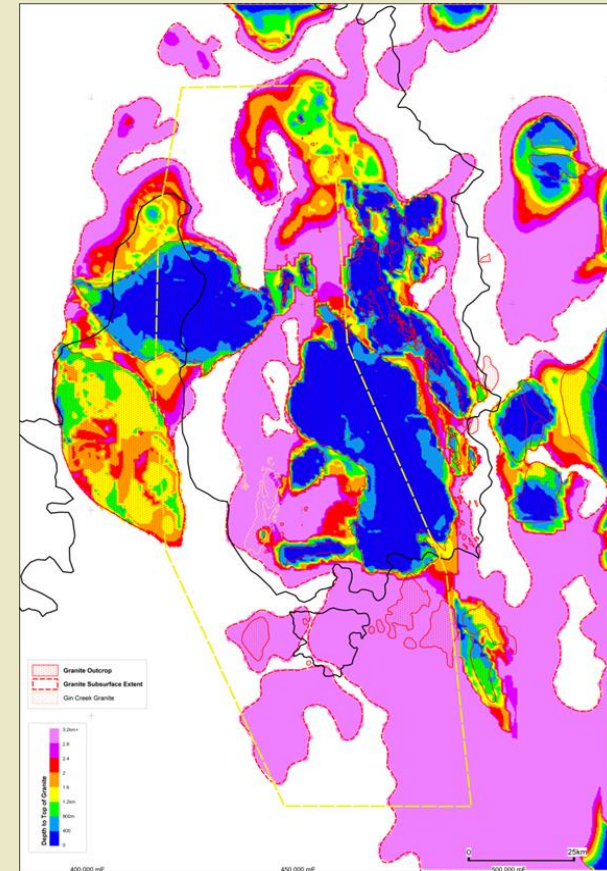 Granite Outcrop
Granite Subsurface Extent
Gin Creek Granite
Depth to Top of Granite
3.2km+
2.8
2.4
2
1.6
1.2km
800m
400
0
0
25km
400,000 mE
450,000 mE
500,000 mE